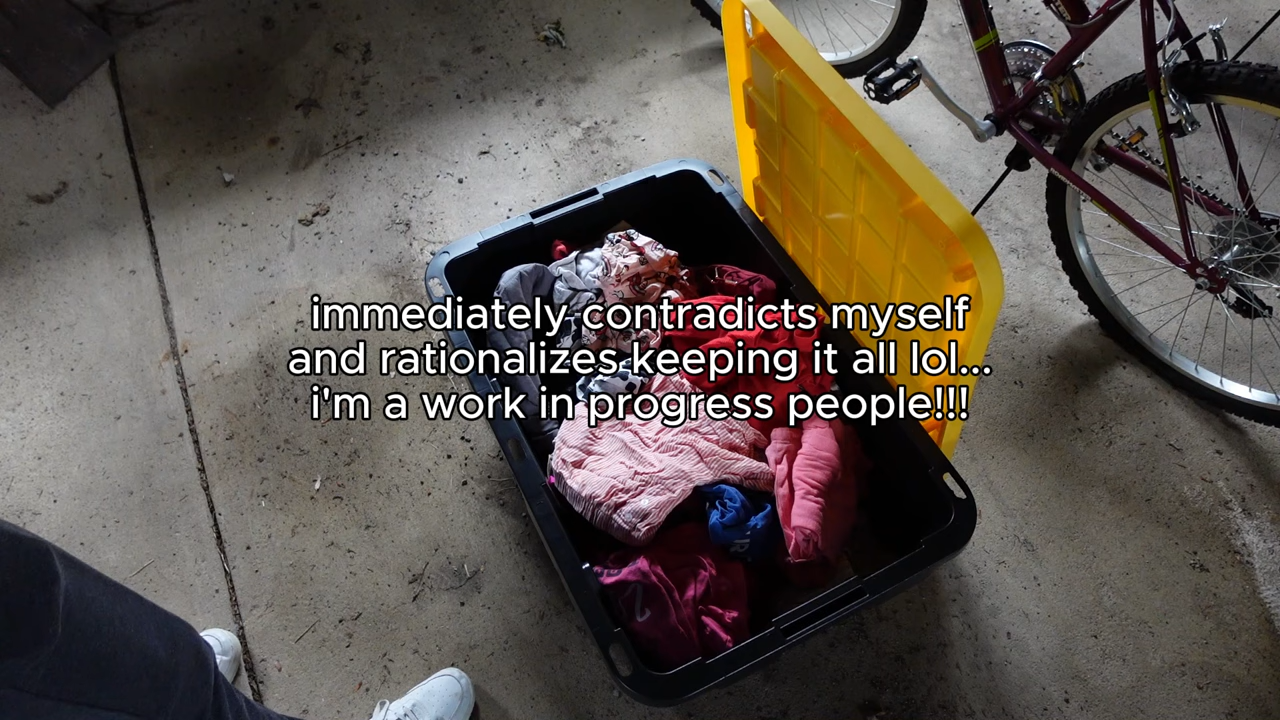 immediately contradicts myself
and rationalizes keeping it all lol...
i'm a work in progress people!!!